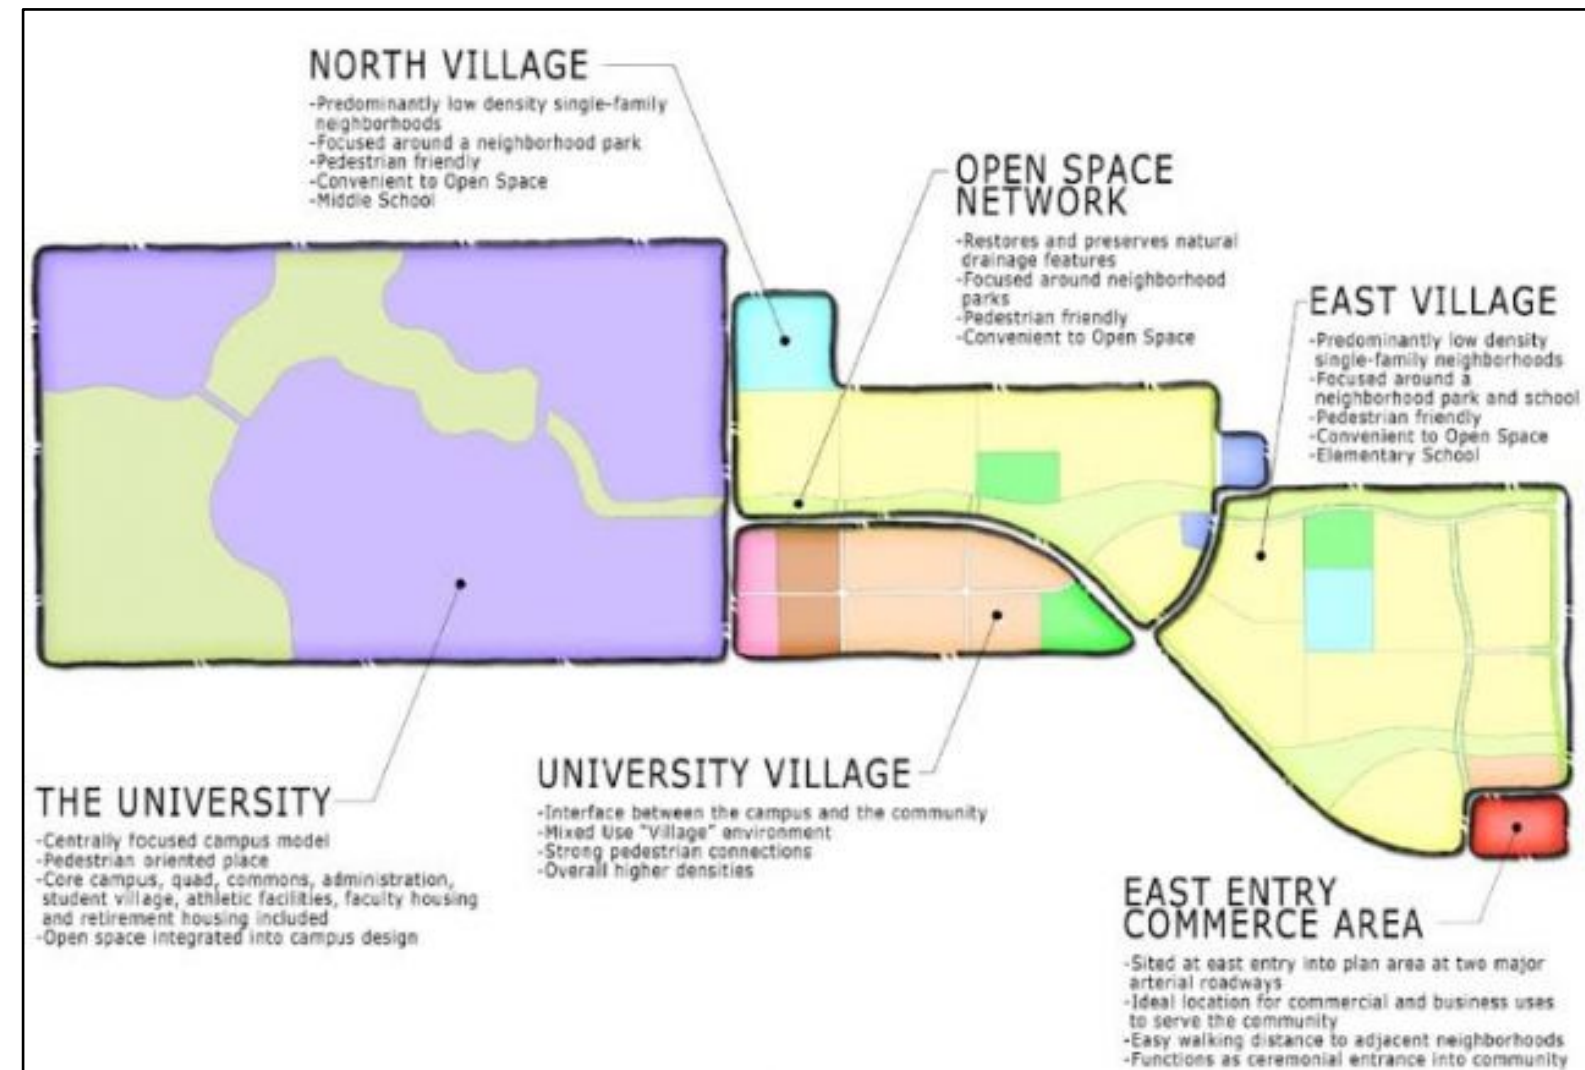 NORTH VILLAGE
-Predominantly low density single-family
neighborhoods
-Focused around a neighborhood park
-Pedestrian friendly
-Convenient to Open Space
-Middle School
OPEN SPACE
NETWORK
-Restores and preserves natural
drainage features
-Focused around neighborhood
parks
-Pedestrian friendly
-Convenient to Open Space
EAST VILLAGE
-Predominantly low density
single-family neighborhoods
-Focused around a
neighborhood park and school
-Pedestrian friendly
-Convenient to Open Space
-Elementary School
THE UNIVERSITY
-Centrally focused campus model
-Pedestrian oriented place
-Core campus, quad, commons, administration,
student village, athletic facilities, faculty housing
and retirement housing included
-Open space integrated into campus design
UNIVERSITY VILLAGE
-Interface between the campus and the community
-Mixed Use "Village" environment
-Strong pedestrian connections
-Overall higher densities
EAST ENTRY
COMMERCE AREA
-Sited at east entry into plan area at two major
arterial roadways
-Ideal location for commercial and business uses
to serve the community
-Easy walking distance to adjacent neighborhoods
-Functions as ceremonial entrance into community